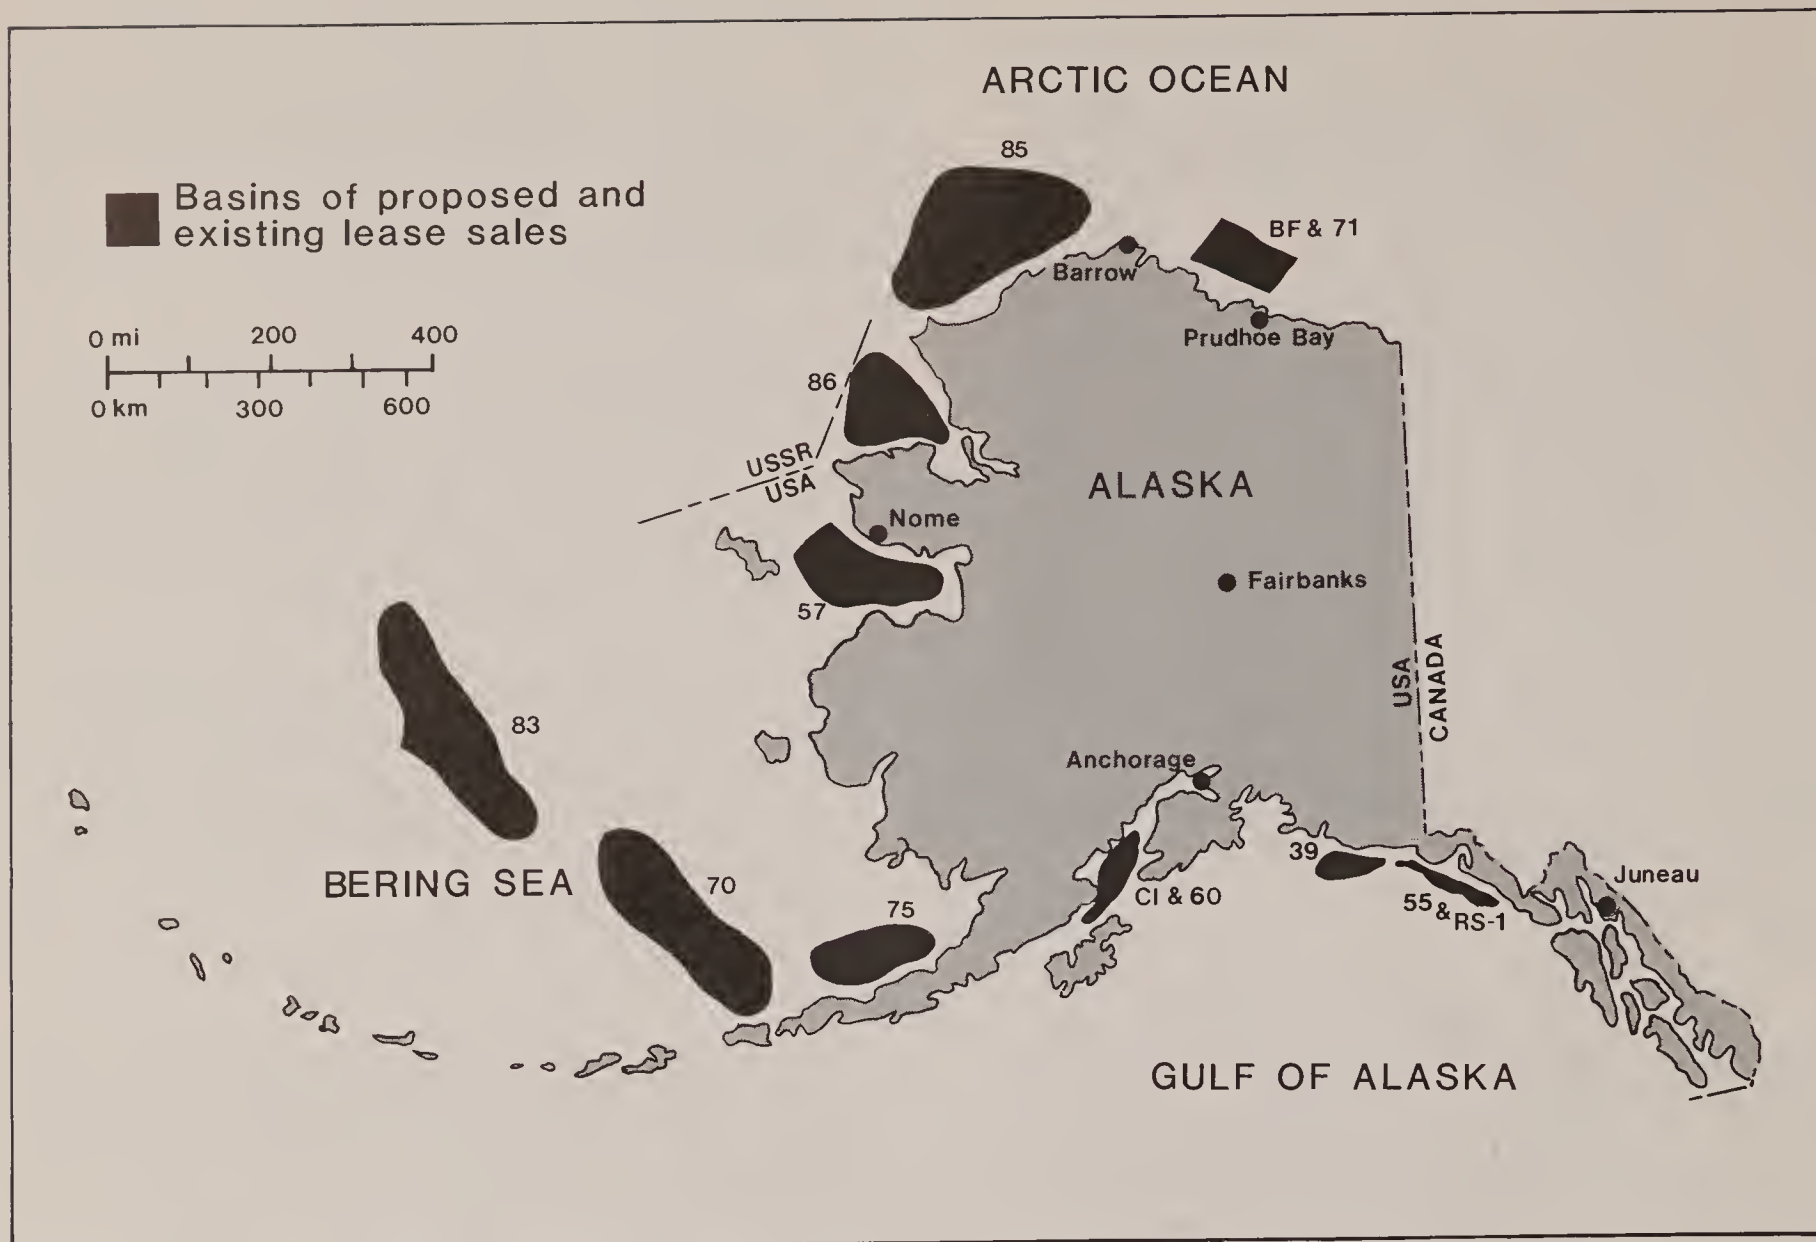 ARCTIC OCEAN
85
Basins of proposed and
existing lease sales
BF & 71
Barrow
0 mi 200 400
Prudhoe Bay
0 km 300 600
86
USSR
USA
ALASKA
Nome
Fairbanks
57
USA
CANADA
83
Anchorage
39
BERING SEA
70
75
CI & 60
55 & RS-1
Juneau
GULF OF ALASKA